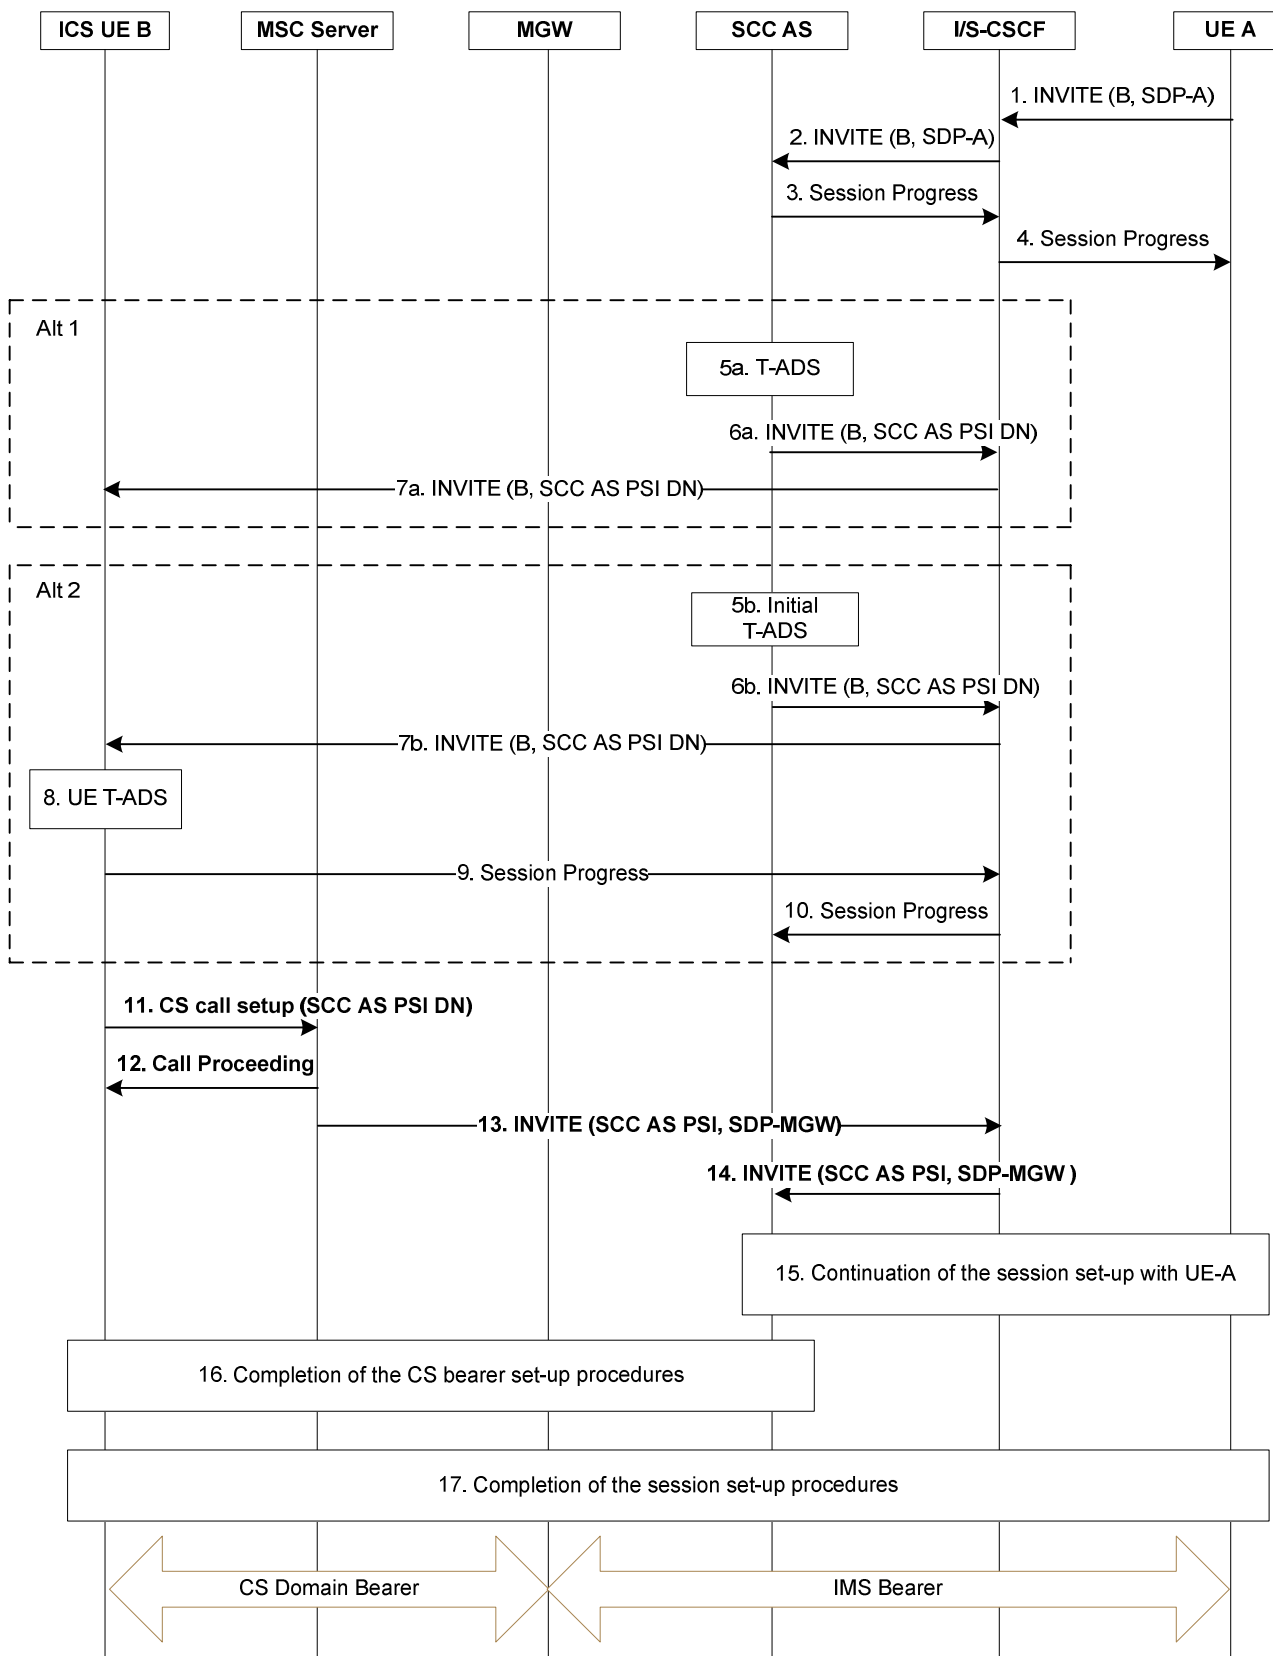 ICS UE B
MSC Server
MGW
SCC AS
I/S-CSCF
UE A
1. INVITE (B, SDP-A)
2. INVITE (B, SDP-A)
3. Session Progress
4. Session Progress
Alt 1
5a. T-ADS
6a. INVITE (B, SCC AS PSI DN)
7a. INVITE (B, SCC AS PSI DN)
Alt 2
5b. Initial
T-ADS
6b. INVITE (B, SCC AS PSI DN)
7b. INVITE (B, SCC AS PSI DN)
8. UE T-ADS
9. Session Progress
10. Session Progress
11. CS call setup (SCC AS PSI DN)
12. Call Proceeding
13. INVITE (SCC AS PSI, SDP-MGW)
14. INVITE (SCC AS PSI, SDP-MGW )
15. Continuation of the session set-up with UE-A
16. Completion of the CS bearer set-up procedures
17. Completion of the session set-up procedures
CS Domain Bearer
IMS Bearer